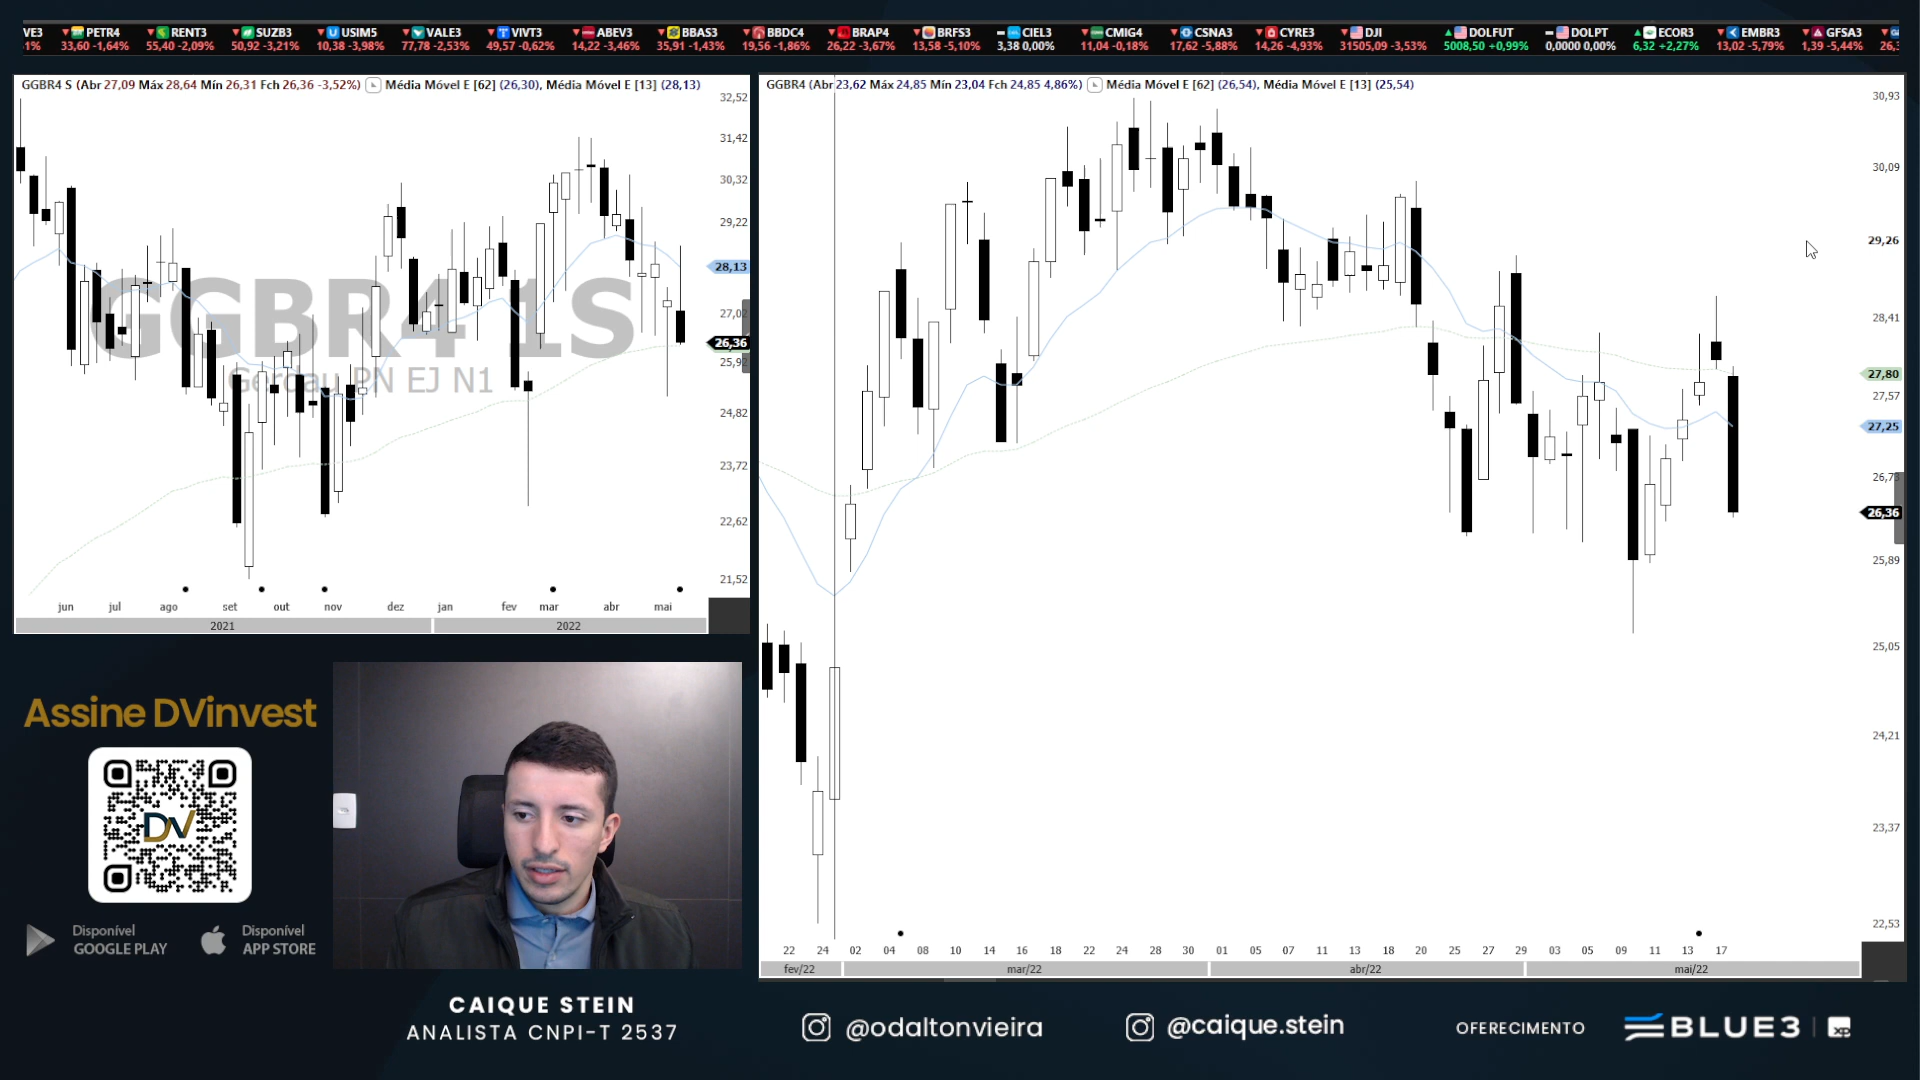 VE3 PETR4 RENT3 SUZB3 USIM5 VALE3 VIVT3 ABEV3 BBAS3 BBDC4 BRAP4 BRFS3 CIEL3 CMIG4 CSNA3 CYRE3 DJI DOLFUT DOLPT ECOR3 EMBR3 GFSA3
1% 33,60 -1,64% 55,40 -2,09% 50,92 -3,21% 10,38 -3,98% 77,78 -2,53% 49,57 -0,62% 14,22 -3,46% 35,91 -1,43% 19,56 -1,86% 26,22 -3,67% 13,58 -5,10% 3,38 0,00% 11,04 -0,18% 17,62 -5,88% 14,26 -4,93% 31505,09 -3,53% 5008,50 +0,99% 0,0000 0,00% 6,32 +2,27% 13,02 -5,79% 1,39 -5,44% 26,
GGBR4 S (Abr 27,09 Máx 28,64 Mín 26,31 Fch 26,36 -3,52%) Média Móvel E [62] (26,30), Média Móvel E [13] (28,13)
32,52
31,42
30,32
29,22
28,13
27,02
26,36
25,92
24,82
23,72
22,62
21,52
GGBR4 1S
Gerdau PN EJ N1
jun jul ago set out nov dez jan fev mar abr mai
2021 2022
GGBR4 (Abr 23,62 Máx 24,85 Mín 23,04 Fch 24,85 4,86%) Média Móvel E [62] (26,54), Média Móvel E [13] (25,54)
30,93
30,09
29,26
28,41
27,80
27,57
27,25
26,73
26,36
25,89
25,05
24,21
23,37
22,53
22 24 02 04 08 10 14 16 18 22 24 28 30 01 05 07 11 13 18 20 25 27 29 03 05 09 11 13 17
fev/22 mar/22 abr/22 mai/22
Assine DVinvest
DV
Disponível
GOOGLE PLAY
Disponível
APP STORE
CAIQUE STEIN
ANALISTA CNPI-T 2537
@odaltonvieira
@caique.stein
OFERECIMENTO
BLUE3
xp